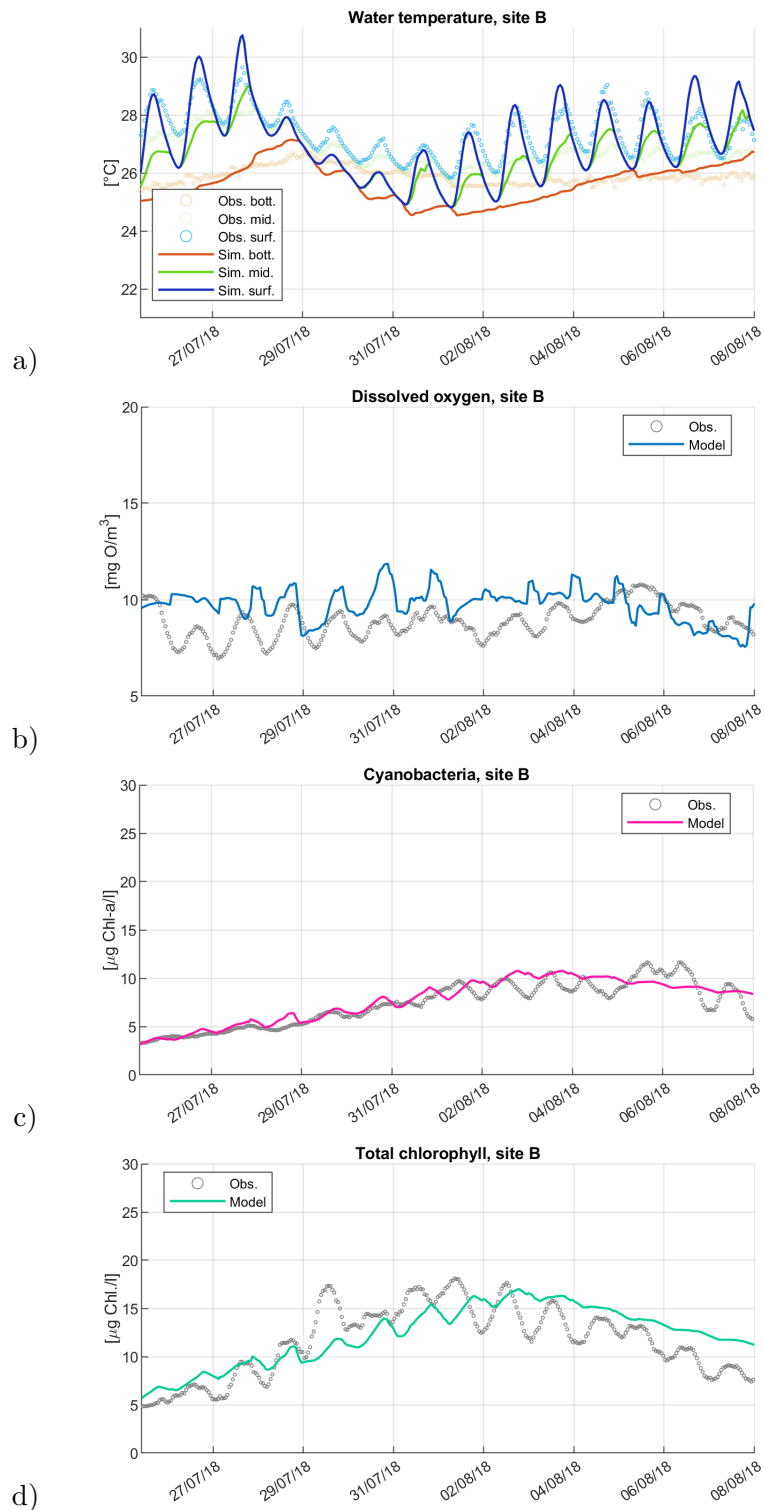 Water temperature, site B
30
28
26
24
22
[°C]
Obs. bott.
Obs. mid.
Obs. surf.
Sim. bott.
Sim. mid.
Sim. surf.
27/07/18 29/07/18 31/07/18 02/08/18 04/08/18 06/08/18 08/08/18
a)
Dissolved oxygen, site B
20
15
10
5
[mg O/m³]
Obs.
Model
27/07/18 29/07/18 31/07/18 02/08/18 04/08/18 06/08/18 08/08/18
b)
Cyanobacteria, site B
30
25
20
15
10
5
0
[μg Chl-a/l]
Obs.
Model
27/07/18 29/07/18 31/07/18 02/08/18 04/08/18 06/08/18 08/08/18
c)
Total chlorophyll, site B
30
25
20
15
10
5
0
[μg Chl./l]
Obs.
Model
27/07/18 29/07/18 31/07/18 02/08/18 04/08/18 06/08/18 08/08/18
d)